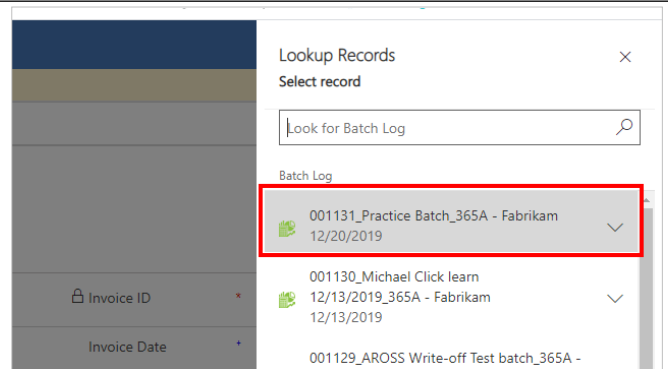 Lookup Records
Select record
Look for Batch Log
Batch Log
001131_Practice Batch_365A - Fabrikam
12/20/2019
001130_Michael Click learn
12/13/2019_365A - Fabrikam
12/13/2019
001129_AROSS Write-off Test batch_365A -
Invoice ID *
Invoice Date +